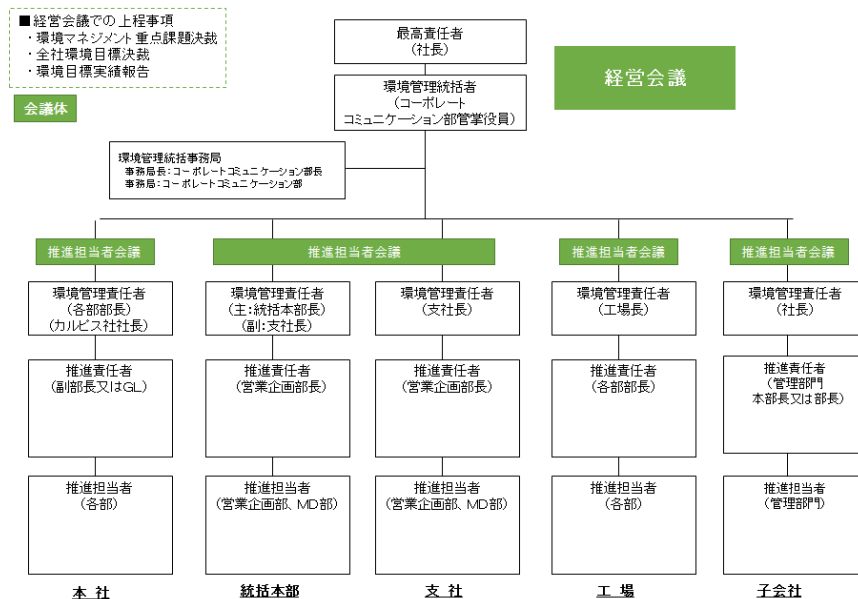 ■経営会議での上程事項
・環境マネジメント重点課題決裁
・全社環境目標決裁
・環境目標実績報告
会議体
最高責任者
(社長)
環境管理統括者
(コーポレート
コミュニケーション部管掌役員)
経営会議
環境管理統括事務局
事務局長:コーポレートコミュニケーション部長
事務局:コーポレートコミュニケーション部
推進担当者会議
推進担当者会議
推進担当者会議
推進担当者会議
環境管理責任者
(各部部長)
(カルピス社社長)
環境管理責任者
(主:統括本部長)
(副:支社長)
環境管理責任者
(支社長)
環境管理責任者
(工場長)
環境管理責任者
(社長)
推進責任者
(副部長又はGL)
推進責任者
(営業企画部長)
推進責任者
(営業企画部長)
推進責任者
(各部部長)
推進責任者
(管理部門
本部長又は部長)
推進担当者
(各部)
推進担当者
(営業企画部、MD部)
推進担当者
(営業企画部、MD部)
推進担当者
(各部)
推進担当者
(管理部門)
本 社
統括本部
支 社
工 場
子会社